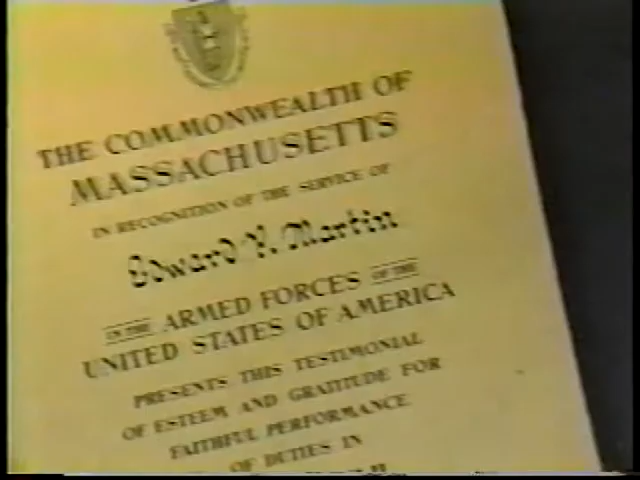 THE COMMONWEALTH OF
MASSACHUSETTS
IN RECOGNITION OF THE SERVICE OF
Edward Y. Martin
IN THE ARMED FORCES OF THE
UNITED STATES OF AMERICA
PRESENTS THIS TESTIMONIAL
OF ESTEEM AND GRATITUDE FOR
FAITHFUL PERFORMANCE
OF DUTIES IN